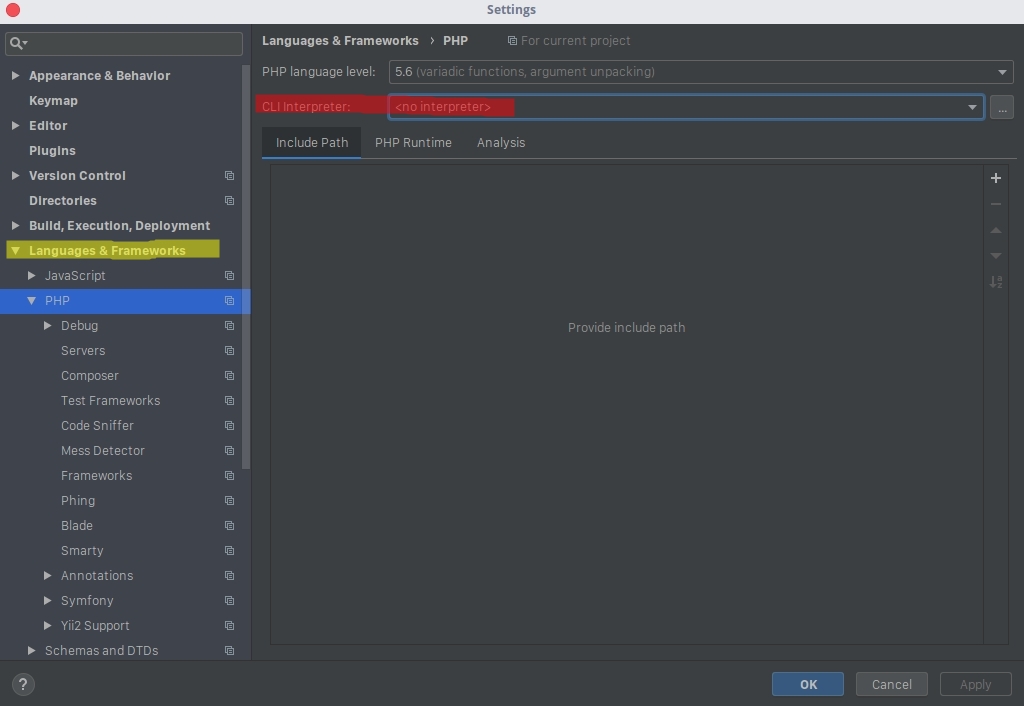 Settings
Languages & Frameworks › PHP For current project
PHP language level: 5.6 (variadic functions, argument unpacking)
CLI Interpreter: <no interpreter> ...
Include Path PHP Runtime Analysis
Provide include path
Appearance & Behavior
Keymap
Editor
Plugins
Version Control
Directories
Build, Execution, Deployment
Languages & Frameworks
JavaScript
PHP
Debug
Servers
Composer
Test Frameworks
Code Sniffer
Mess Detector
Frameworks
Phing
Blade
Smarty
Annotations
Symfony
Yii2 Support
Schemas and DTDs
?
OK Cancel Apply